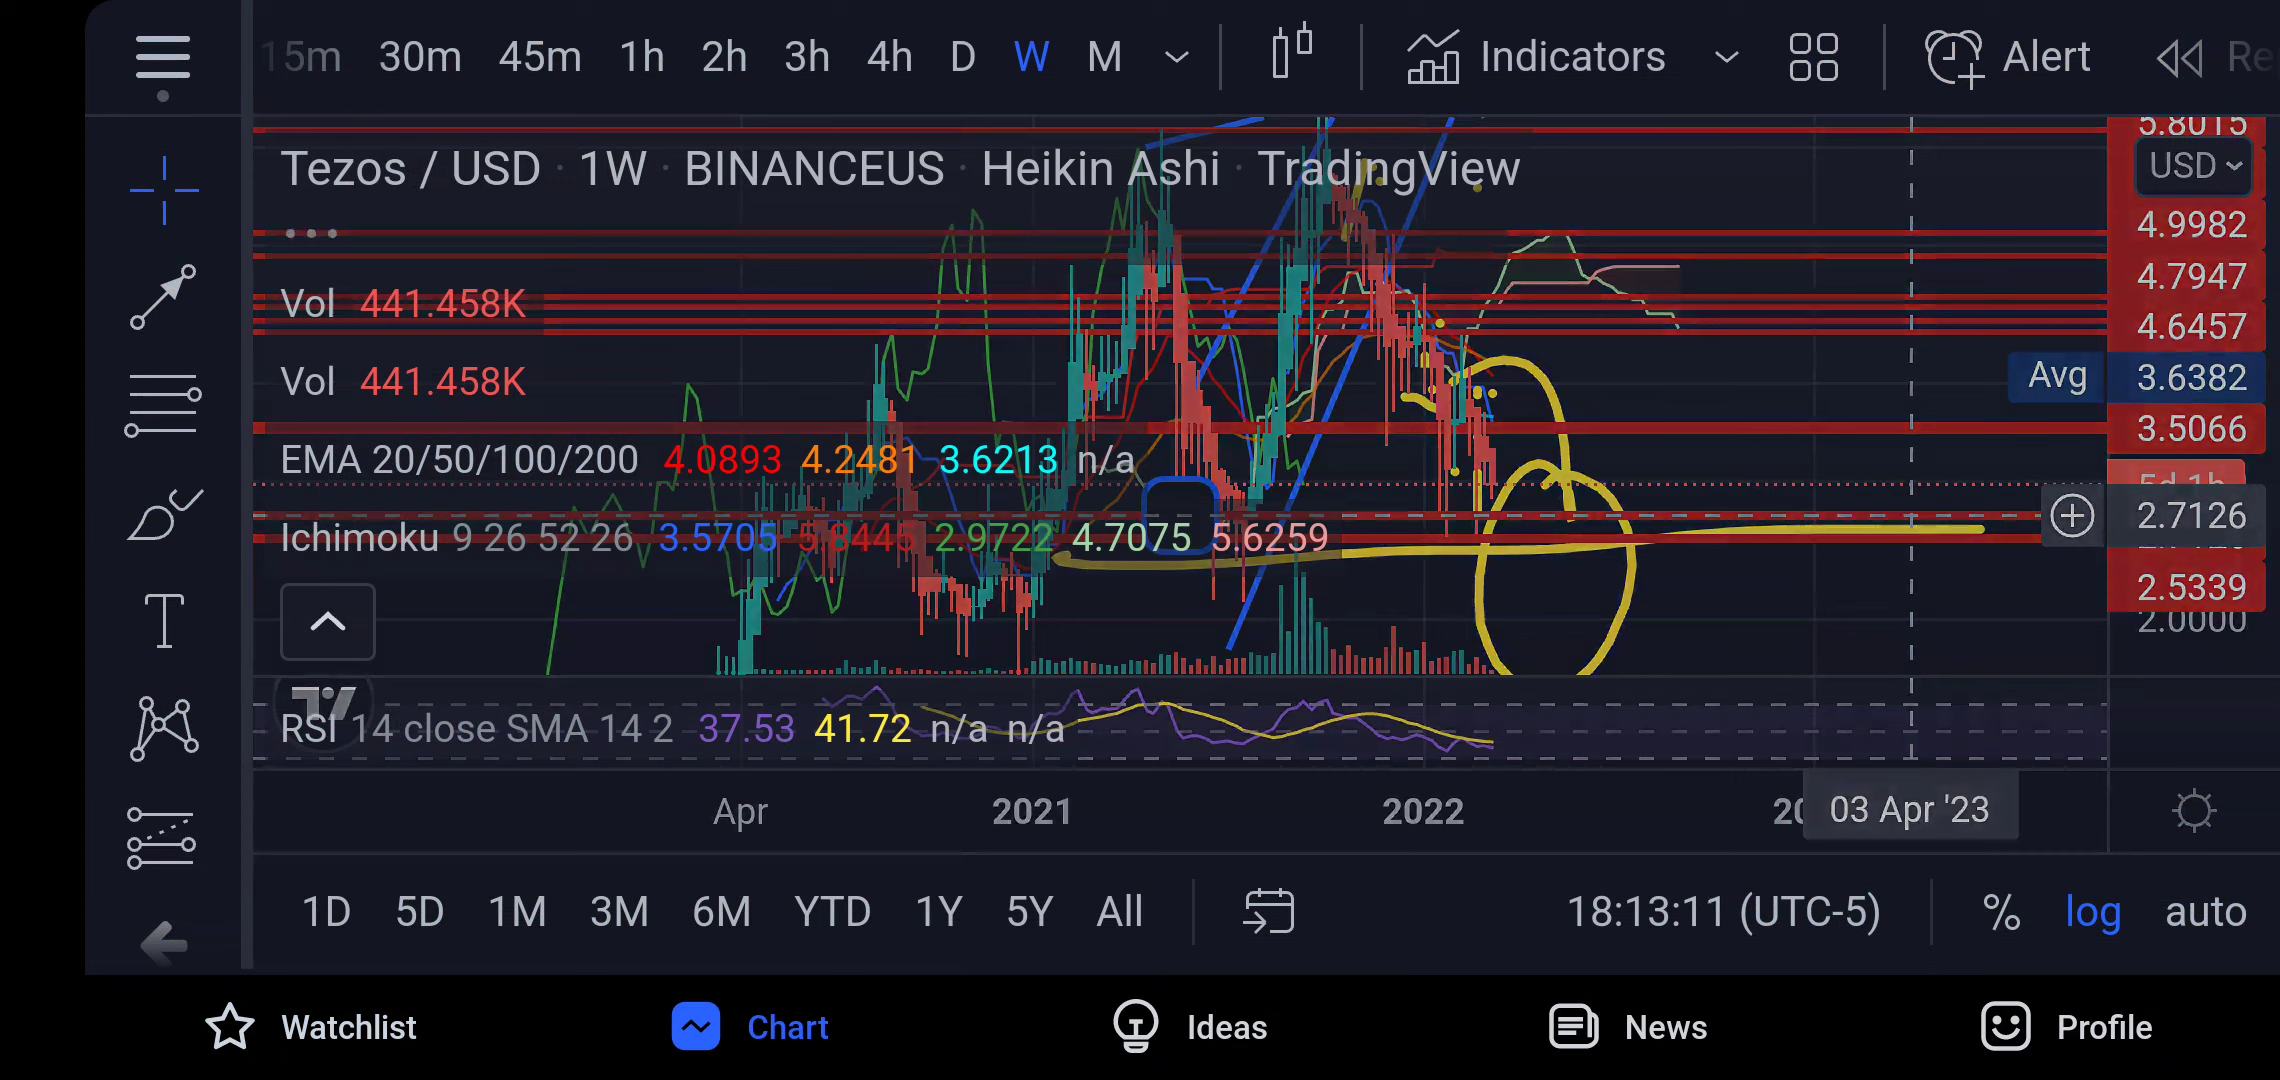 15m 30m 45m 1h 2h 3h 4h D W M Indicators Alert Re
5.8015
Tezos / USD · 1W · BINANCEUS · Heikin Ashi · TradingView
USD
4.9982
4.7947
Vol 441.458K
4.6457
Vol 441.458K
Avg 3.6382
3.5066
EMA 20/50/100/200 4.0893 4.2481 3.6213 n/a
5d 1h
2.7126
Ichimoku 9 26 52 26 3.5705 5.8445 2.9722 4.7075 5.6259
2.5339
2.0000
RSI 14 close SMA 14 2 37.53 41.72 n/a n/a
Apr 2021 2022 20 03 Apr '23
1D 5D 1M 3M 6M YTD 1Y 5Y All 18:13:11 (UTC-5) % log auto
Watchlist Chart Ideas News Profile